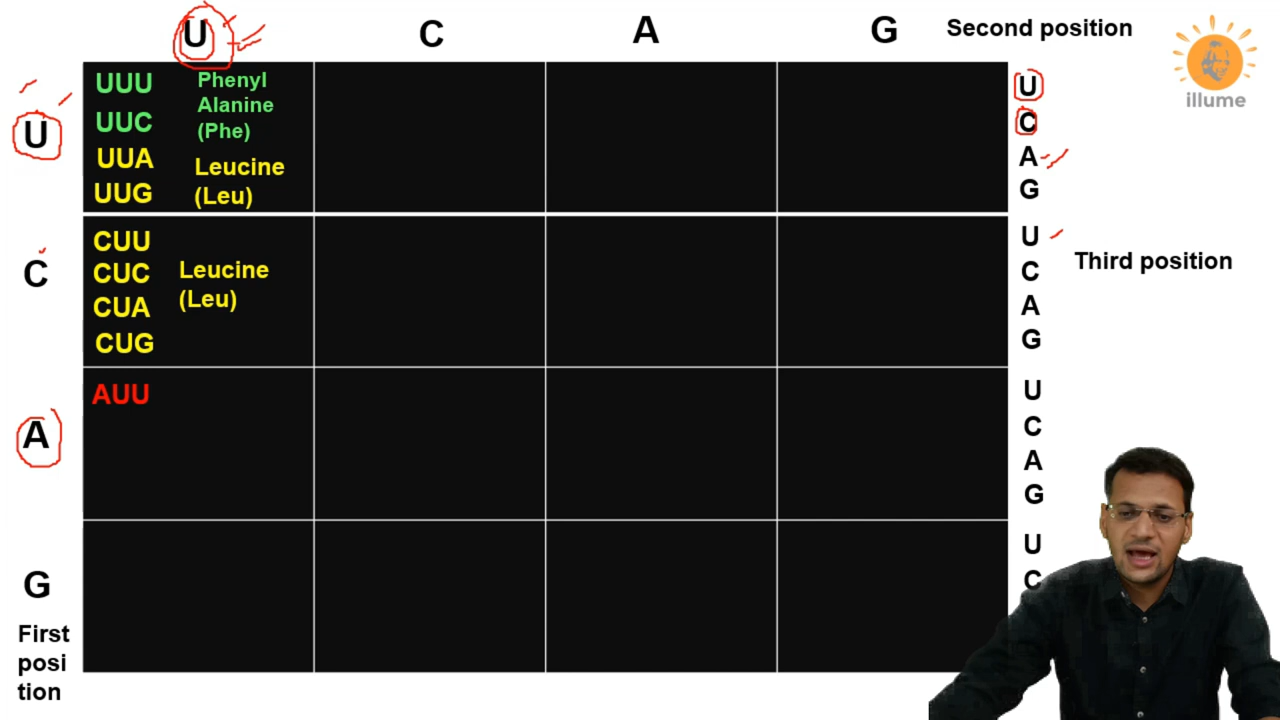 U C A G Second position
illume
U
UUU Phenyl
Alanine
UUC (Phe)
UUA Leucine
UUG (Leu)
U
C
A
G
C
CUU
CUC Leucine
CUA (Leu)
CUG
U
C
A
G
Third position
A
AUU
U
C
A
G
G
U
C
First
posi
tion